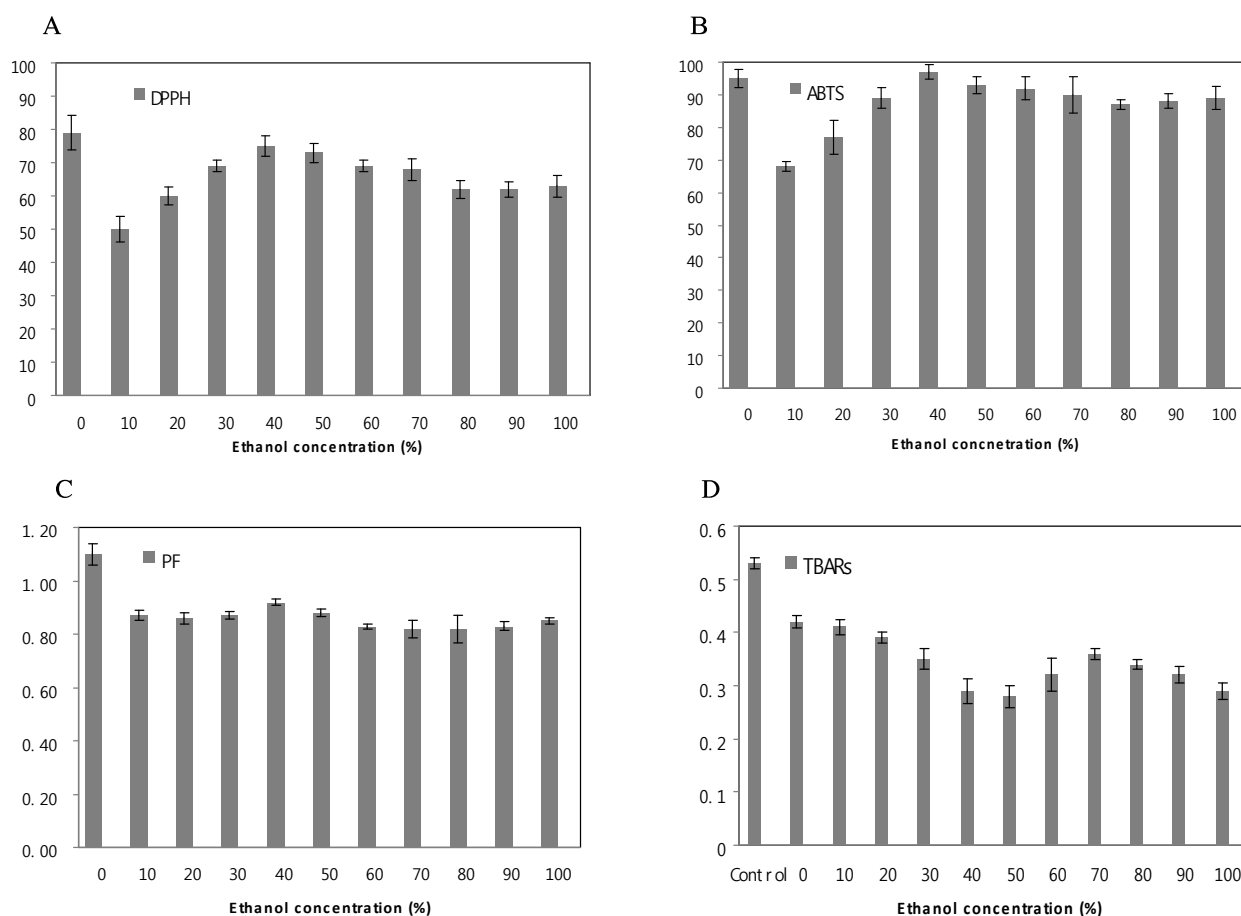 A
100
90
80
70
60
50
40
30
20
10
0
DPPH
0 10 20 30 40 50 60 70 80 90 100
Ethanol concentration (%)
B
100
90
80
70
60
50
40
30
20
10
0
ABTS
0 10 20 30 40 50 60 70 80 90 100
Ethanol concnetration (%)
C
1.20
1.00
0.80
0.60
0.40
0.20
0.00
PF
0 10 20 30 40 50 60 70 80 90 100
Ethanol concentration (%)
D
0.6
0.5
0.4
0.3
0.2
0.1
0
TBARs
Control 0 10 20 30 40 50 60 70 80 90 100
Ethanol concentration (%)